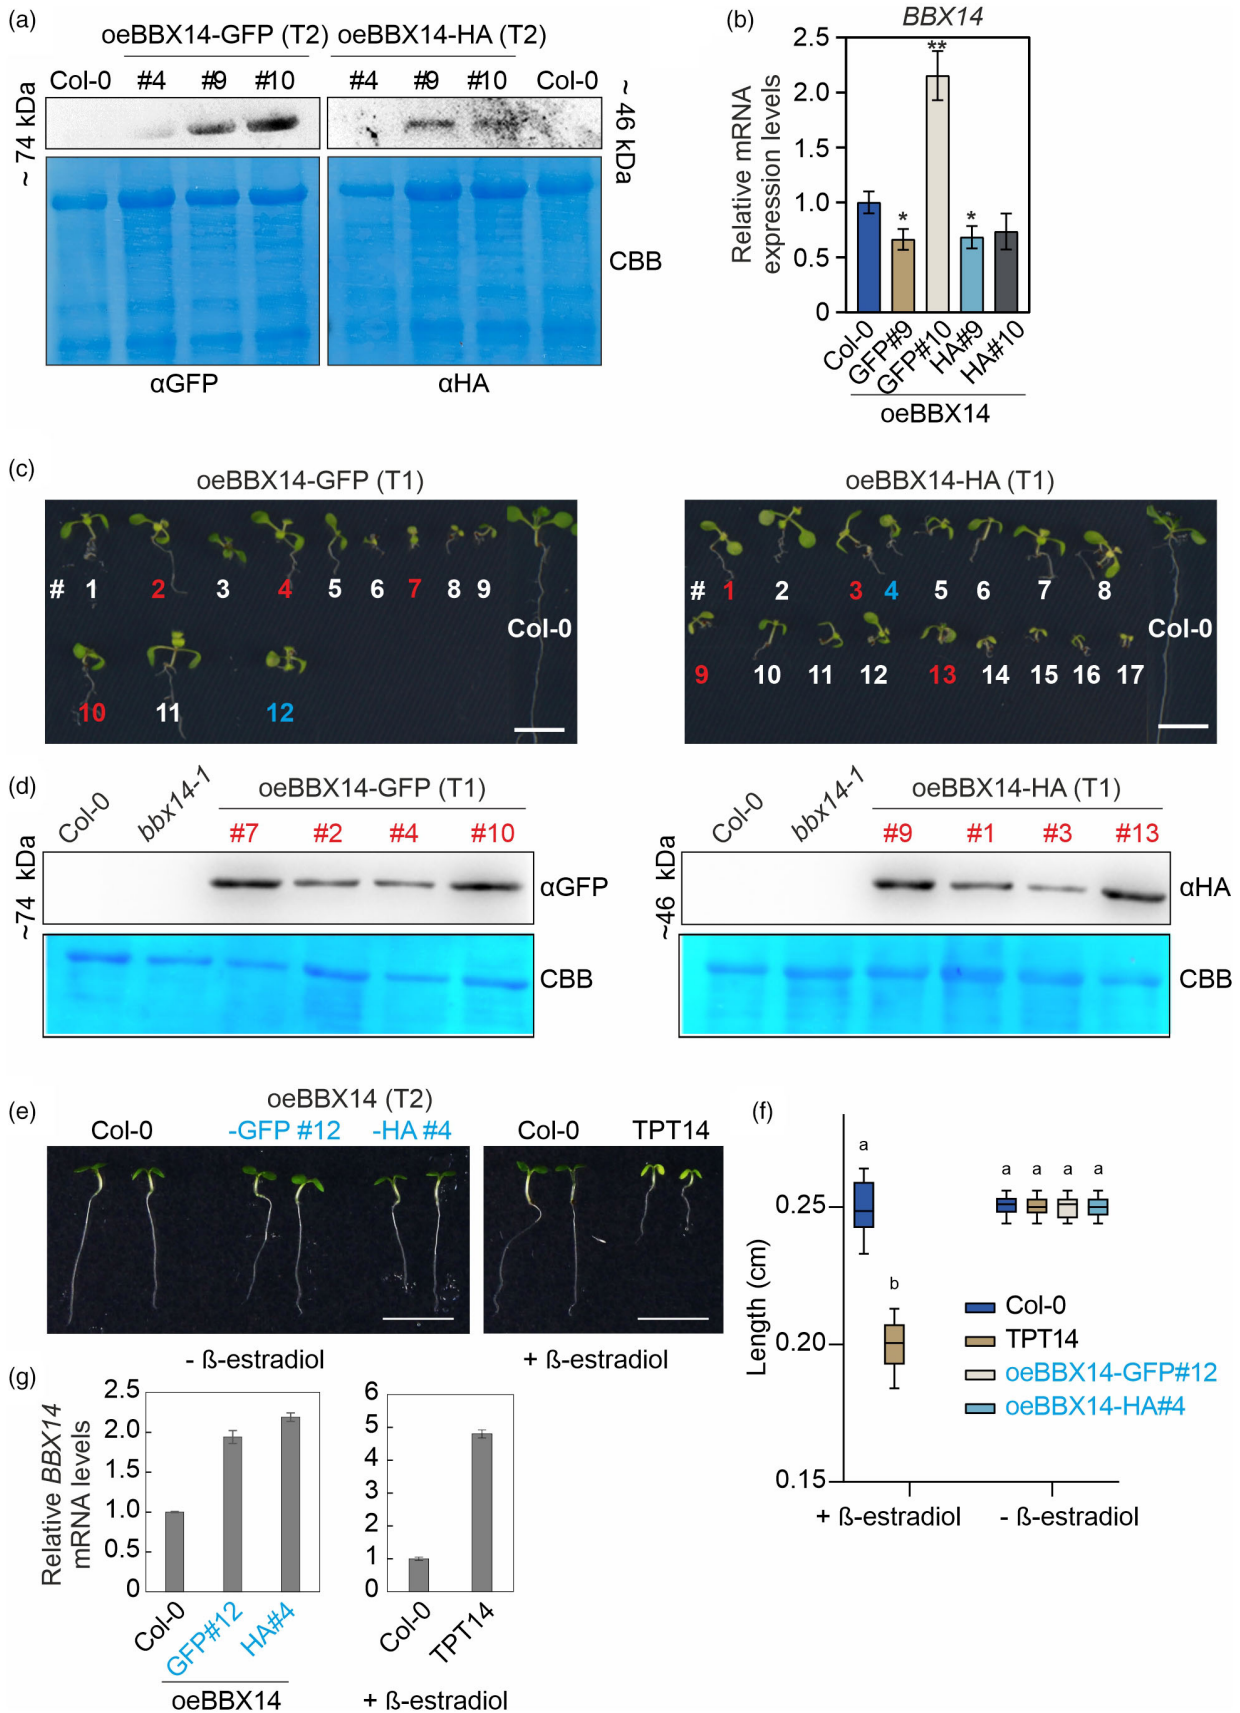 (a)
oeBBX14-GFP (T2) oeBBX14-HA (T2)
Col-0 #4 #9 #10 #4 #9 #10 Col-0
~ 74 kDa
~ 46 kDa
CBB
αGFP αHA
(b)
BBX14
Relative mRNA
expression levels
2.5
2.0
1.5
1.0
0.5
0
*
**
*
Col-0 GFP#9 GFP#10 HA#9 HA#10
oeBBX14
(c)
oeBBX14-GFP (T1) oeBBX14-HA (T1)
# 1 2 3 4 5 6 7 8 9
Col-0
10 11 12
# 1 2 3 4 5 6 7 8
Col-0
9 10 11 12 13 14 15 16 17
(d)
Col-0 bbx14-1 oeBBX14-GFP (T1)
#7 #2 #4 #10
~74 kDa
αGFP
CBB
Col-0 bbx14-1 oeBBX14-HA (T1)
#9 #1 #3 #13
~46 kDa
αHA
CBB
(e)
oeBBX14 (T2)
Col-0 -GFP #12 -HA #4 Col-0 TPT14
- ß-estradiol + ß-estradiol
(f)
Length (cm)
0.25
0.20
0.15
a
b
a a a a
Col-0
TPT14
oeBBX14-GFP#12
oeBBX14-HA#4
+ ß-estradiol - ß-estradiol
(g)
Relative BBX14
mRNA levels
2.5
2.0
1.5
1.0
0.5
0
Col-0 GFP#12 HA#4
oeBBX14
6
5
4
3
2
1
0
Col-0 TPT14
+ ß-estradiol